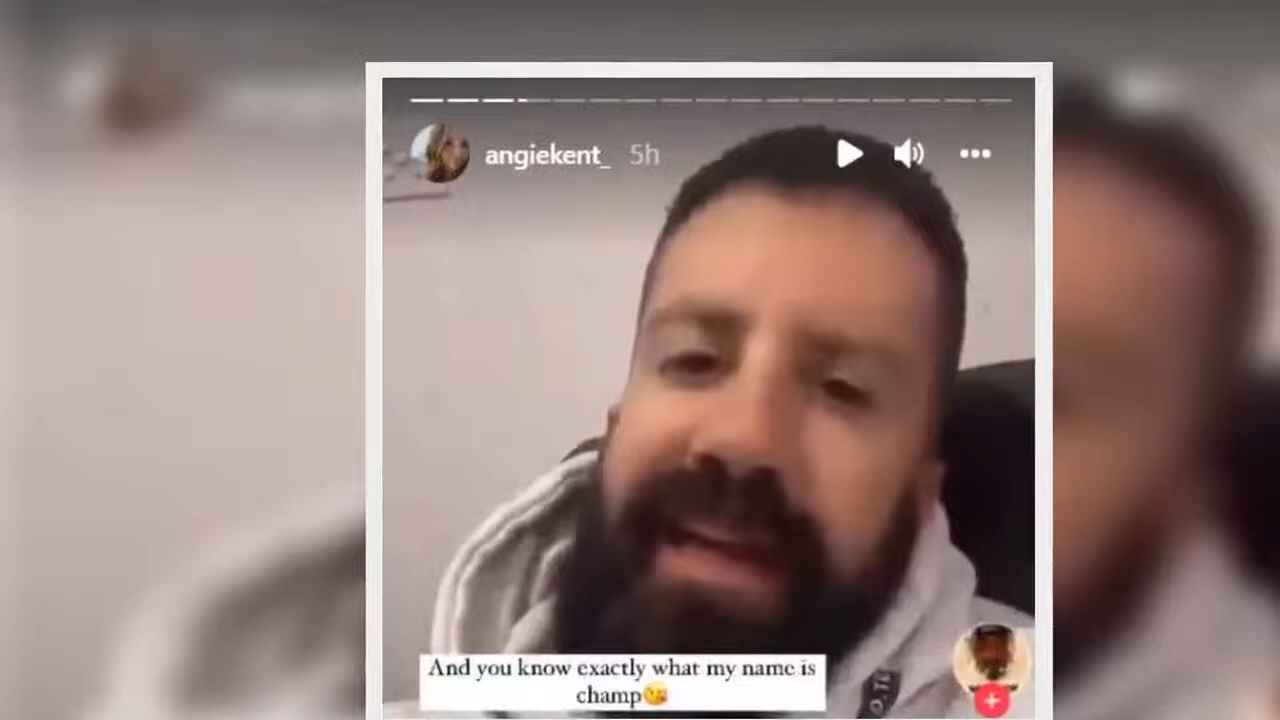 angiekent_ 5h
And you know exactly what my name is
champ😘